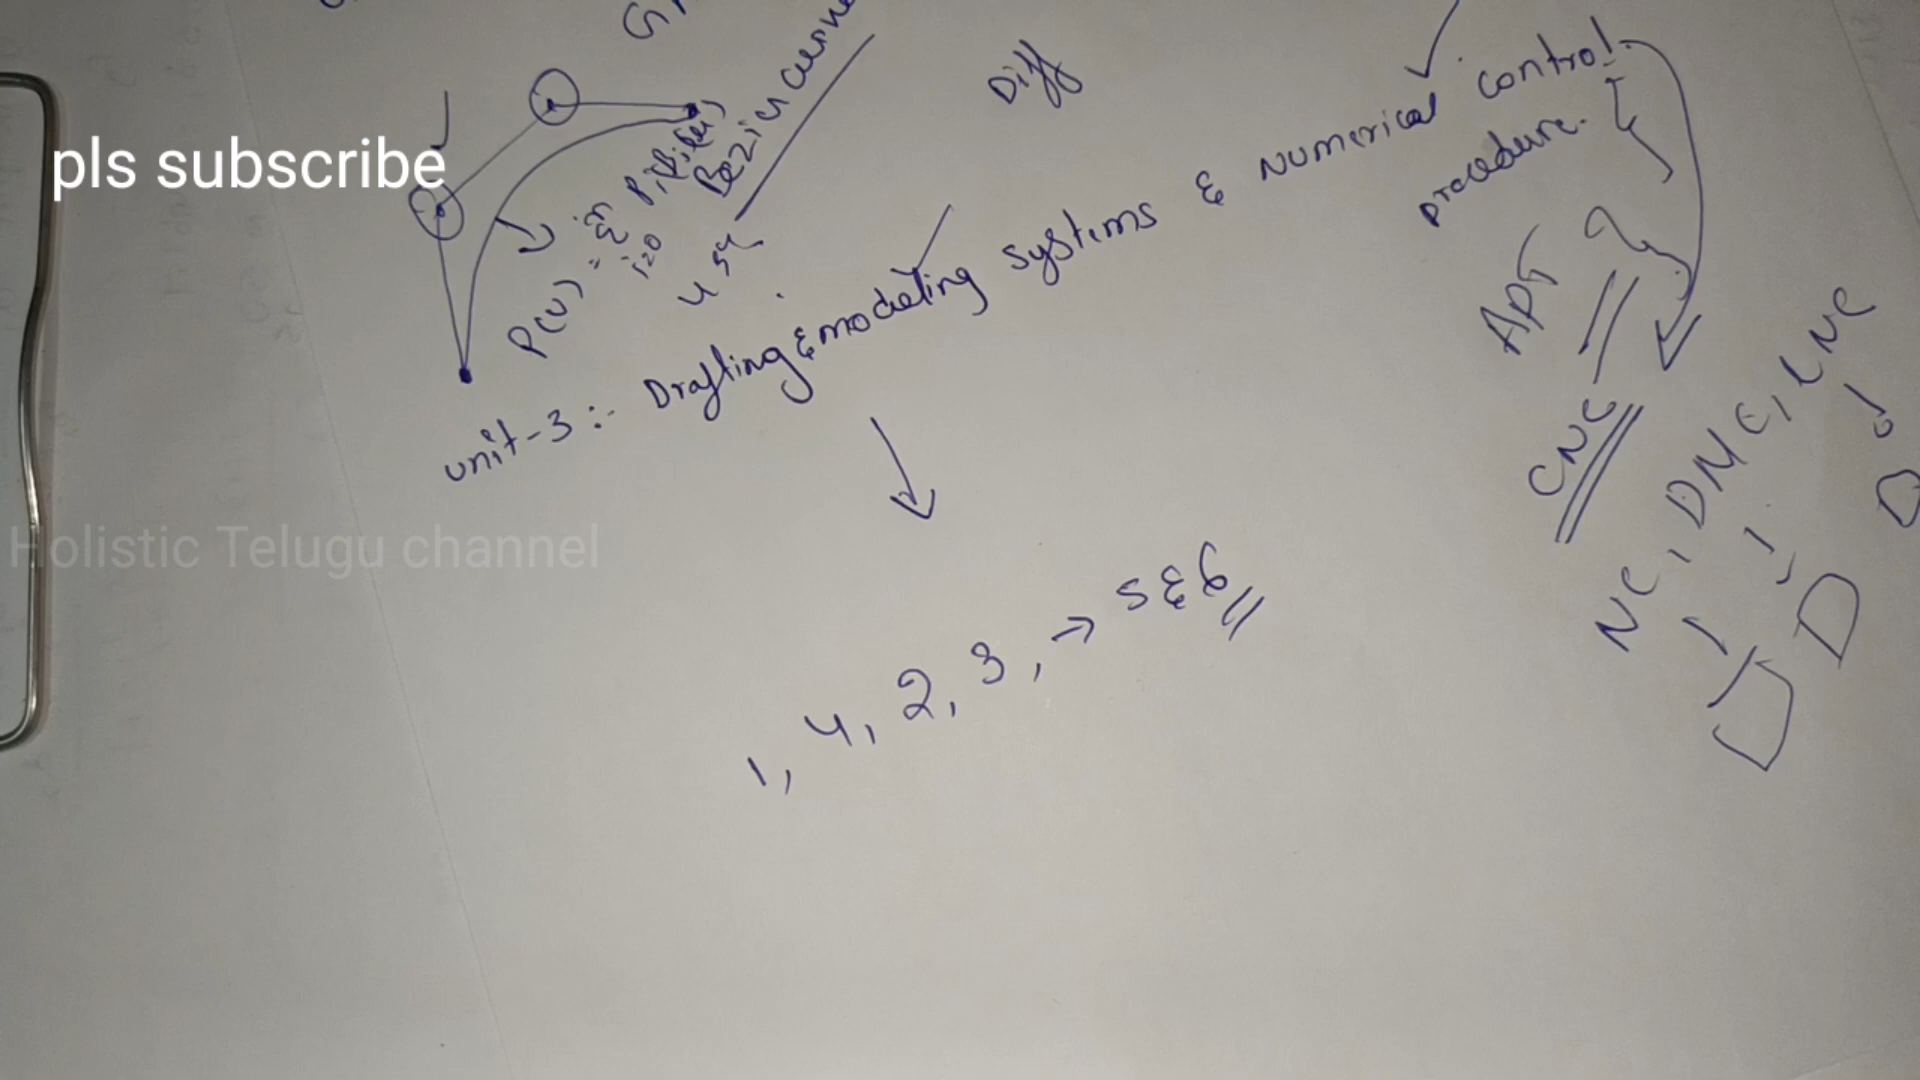 Diff
Bezier curve
P(u) = Σ Pi Bi(u)
i=0
pls subscribe
unit-3 :- Drafting & modeling systems & Numerical control
procedure.
APT
CNC
NC, DNC, CNC
Holistic Telugu channel
1, 4, 2, 3, → 5 & 6